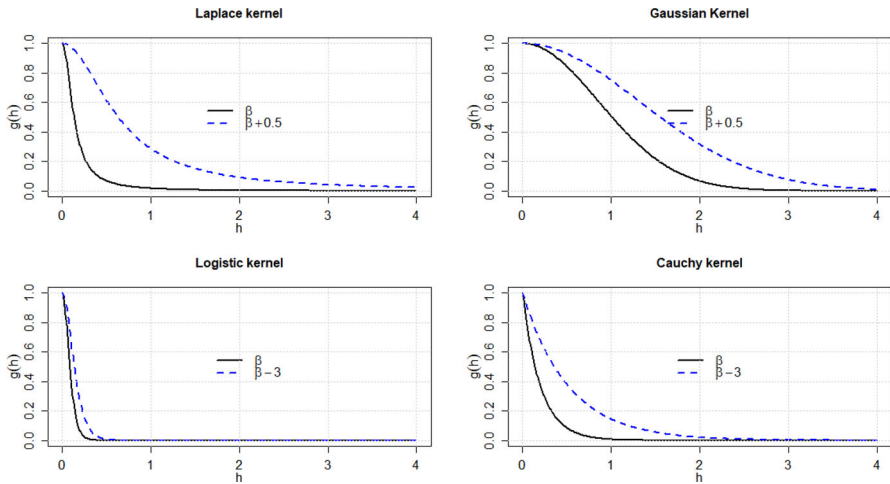 Laplace kernel
g(h)
0.0 0.2 0.4 0.6 0.8 1.0
β
β+0.5
0 1 2 3 4
h
Gaussian Kernel
g(h)
0.0 0.2 0.4 0.6 0.8 1.0
β
β+0.5
0 1 2 3 4
h
Logistic kernel
g(h)
0.0 0.2 0.4 0.6 0.8 1.0
β
β−3
0 1 2 3 4
h
Cauchy kernel
g(h)
0.0 0.2 0.4 0.6 0.8 1.0
β
β−3
0 1 2 3 4
h